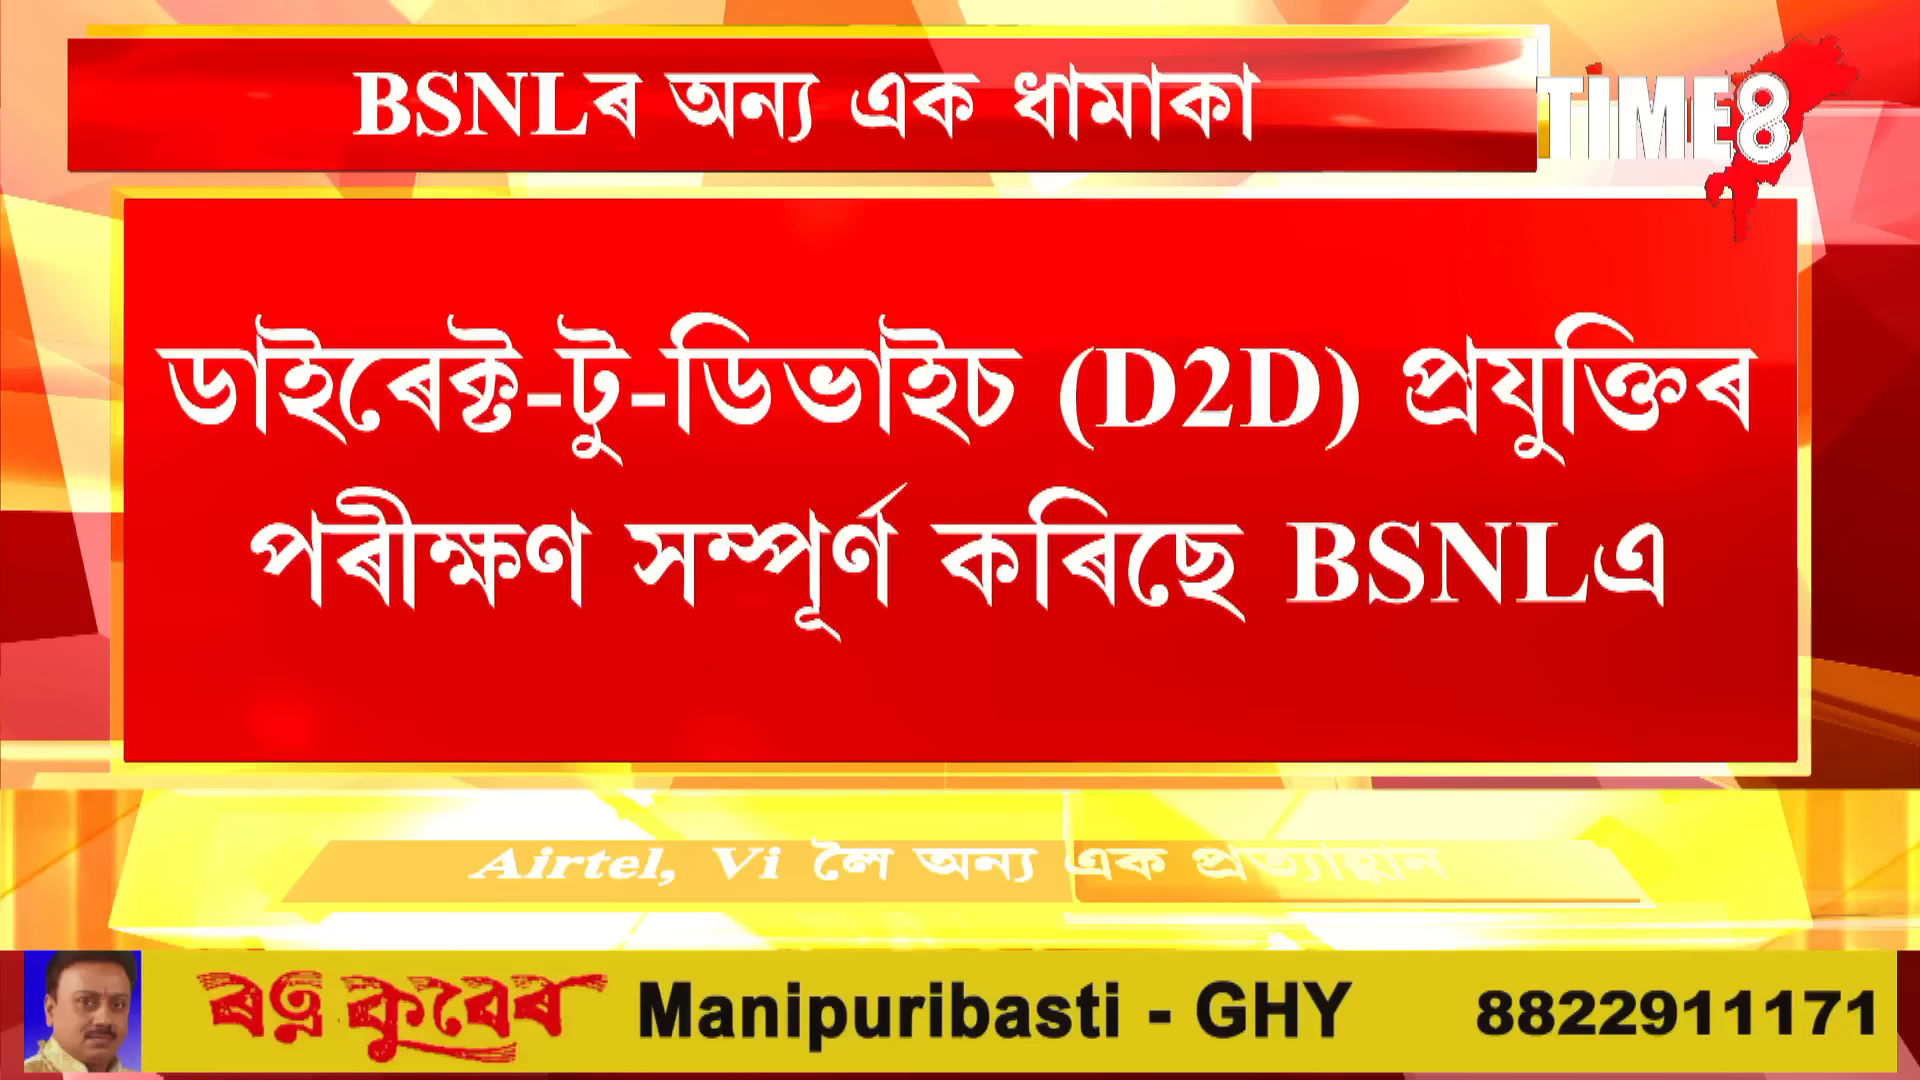 BSNLৰ অন্য এক ধামাকা
TIME8
ডাইৰেক্ট-টু-ডিভাইচ (D2D) প্ৰযুক্তিৰ
পৰীক্ষণ সম্পূৰ্ণ কৰিছে BSNLএ
Airtel, Vi লৈ অন্য এক প্ৰত্যাহ্বান
ৰত্ন কুবেৰ Manipuribasti - GHY 8822911171